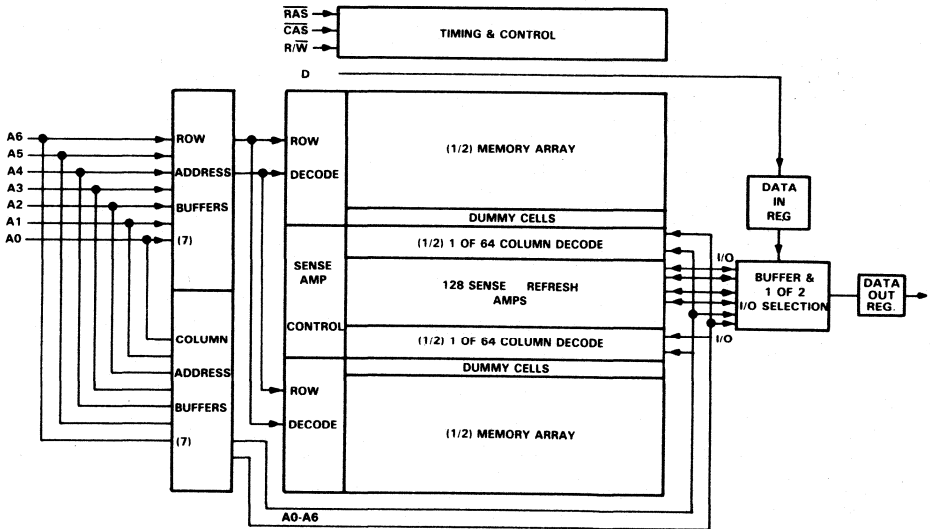 R̅A̅S̅
C̅A̅S̅
R/W̅
TIMING & CONTROL
D
A6
A5
A4
A3
A2
A1
A0
ROW
ADDRESS
BUFFERS
(7)
COLUMN
ADDRESS
BUFFERS
(7)
ROW
DECODE
SENSE
AMP
CONTROL
ROW
DECODE
(1/2) MEMORY ARRAY
DUMMY CELLS
(1/2) 1 OF 64 COLUMN DECODE
128 SENSE REFRESH
AMPS
(1/2) 1 OF 64 COLUMN DECODE
DUMMY CELLS
(1/2) MEMORY ARRAY
DATA
IN
REG
I/O
BUFFER &
1 OF 2
I/O SELECTION
I/O
DATA
OUT
REG.
A0-A6